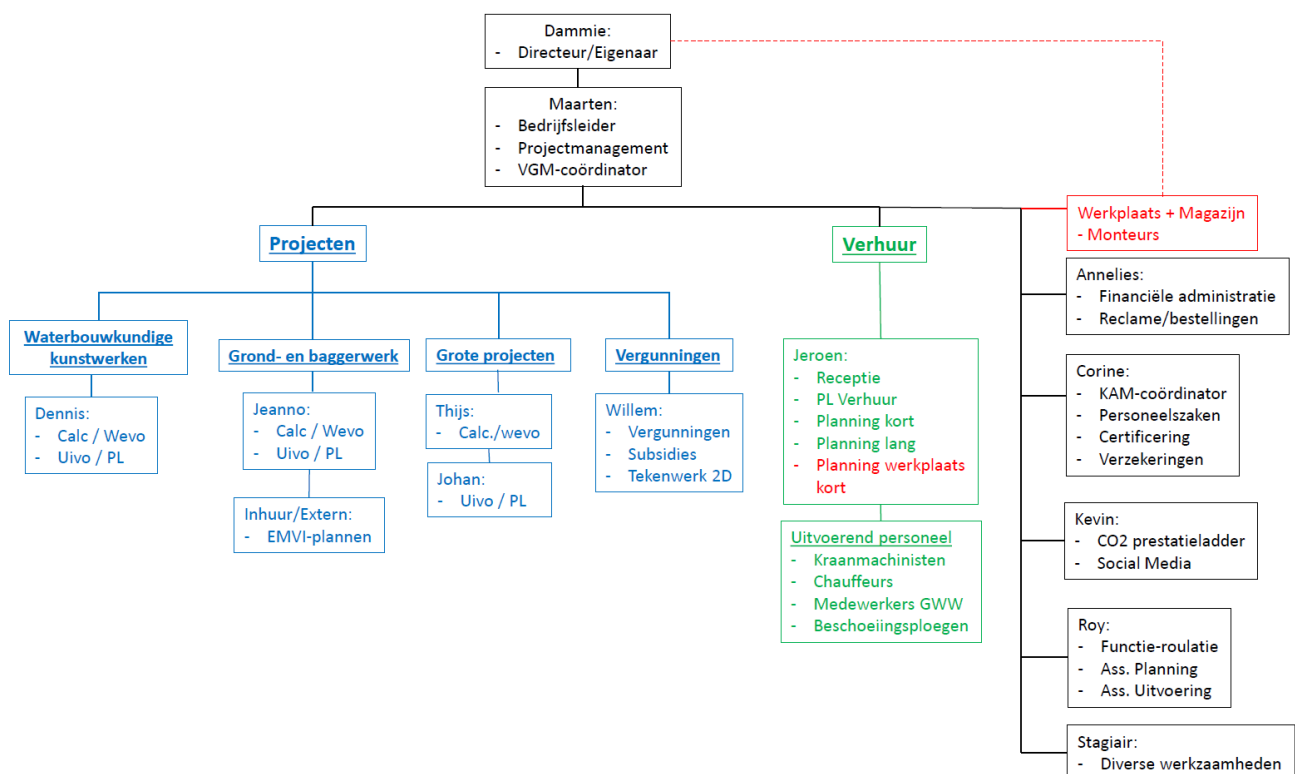 Dammie:
- Directeur/Eigenaar
Maarten:
- Bedrijfsleider
- Projectmanagement
- VGM-coördinator
Projecten
Verhuur
Werkplaats + Magazijn
- Monteurs
Waterbouwkundige
kunstwerken
Dennis:
- Calc / Wevo
- Uivo / PL
Grond- en baggerwerk
Jeanno:
- Calc / Wevo
- Uivo / PL
Inhuur/Extern:
- EMVI-plannen
Grote projecten
Thijs:
- Calc./wevo
Johan:
- Uivo / PL
Vergunningen
Willem:
- Vergunningen
- Subsidies
- Tekenwerk 2D
Jeroen:
- Receptie
- PL Verhuur
- Planning kort
- Planning lang
- Planning werkplaats
kort
Uitvoerend personeel
- Kraanmachinisten
- Chauffeurs
- Medewerkers GWW
- Beschoeiingsploegen
Annelies:
- Financiële administratie
- Reclame/bestellingen
Corine:
- KAM-coördinator
- Personeelszaken
- Certificering
- Verzekeringen
Kevin:
- CO2 prestatieladder
- Social Media
Roy:
- Functie-roulatie
- Ass. Planning
- Ass. Uitvoering
Stagiair:
- Diverse werkzaamheden